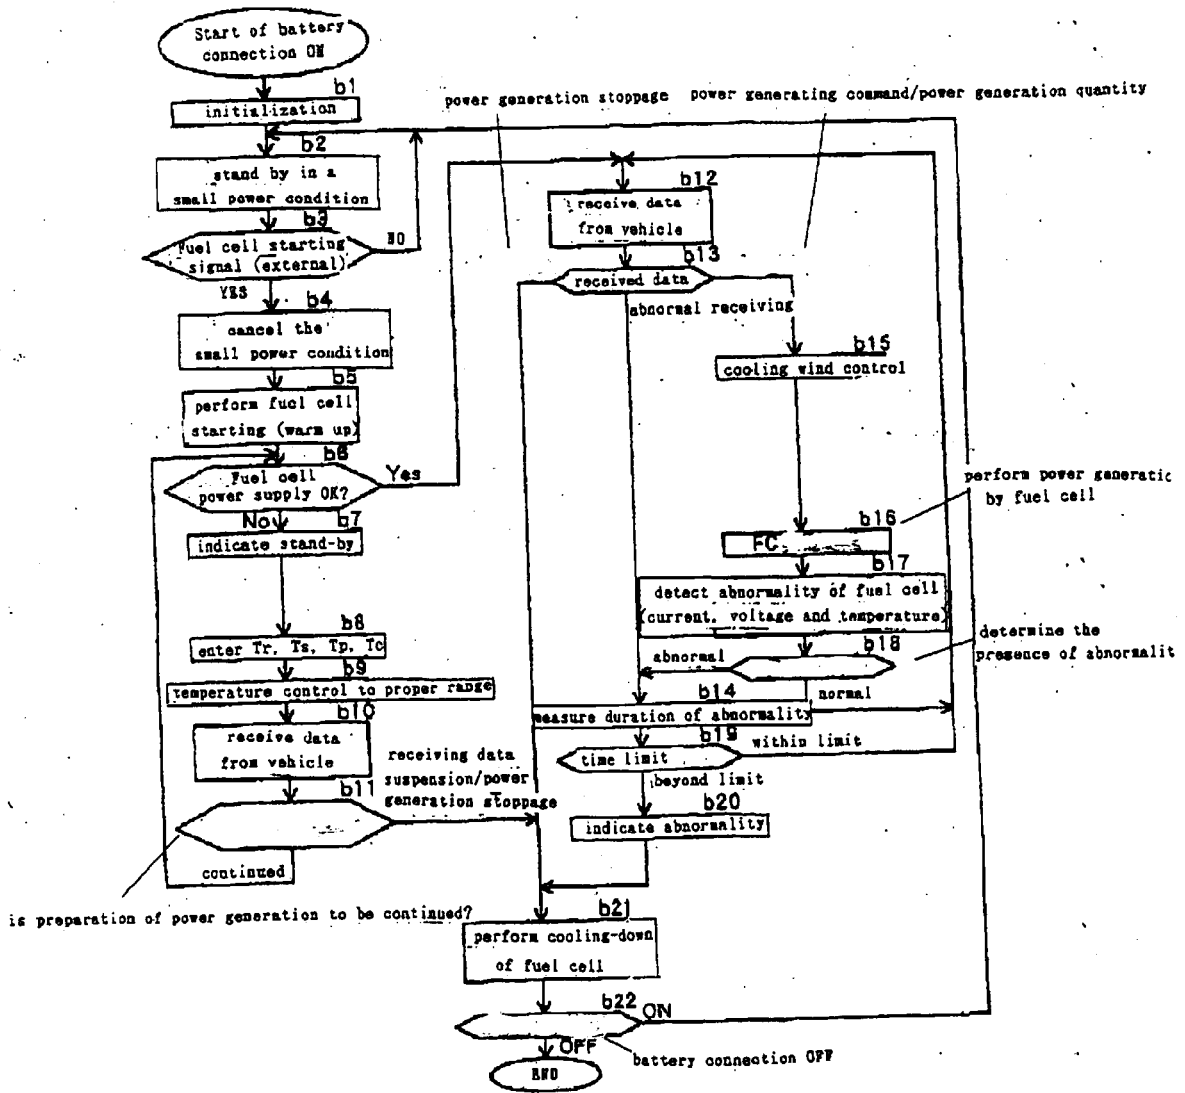 Start of battery
connection ON
b1
initialization
b2
stand by in a
small power condition
b3
Fuel cell starting
signal (external)
NO
YES
b4
cancel the
small power condition
b5
perform fuel cell
starting (warm up)
b6
Fuel cell
power supply OK?
Yes
No
b7
indicate stand-by
b8
enter Tr, Ts, Tp, Tc
b9
temperature control to proper range
b10
receive data
from vehicle
b11
receiving data
suspension/power
generation stoppage
continued
is preparation of power generation to be continued?
power generation stoppage
power generating command/power generation quantity
b12
receive data
from vehicle
b13
received data
abnormal receiving
b15
cooling wind control
perform power generatic
by fuel cell
b16
FC
b17
detect abnormality of fuel cell
(current, voltage and temperature)
b18
determine the
presence of abnormalit
abnormal
normal
b14
measure duration of abnormality
b19
time limit
within limit
beyond limit
b20
indicate abnormality
b21
perform cooling-down
of fuel cell
b22
ON
OFF
battery connection OFF
END